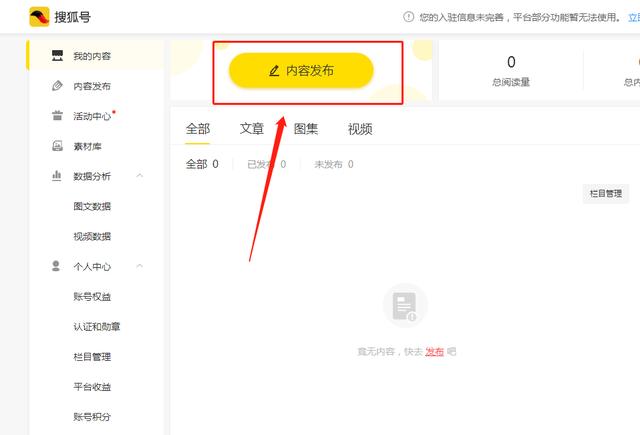 搜狐号
您的入驻信息未完善，平台部分功能暂无法使用。
我的内容
内容发布
活动中心
素材库
数据分析
图文数据
视频数据
个人中心
账号权益
认证和勋章
栏目管理
平台收益
账号积分
内容发布
0
总阅读量
全部
文章
图集
视频
全部 0
已发布 0
未发布 0
栏目管理
竟无内容，快去 发布 吧